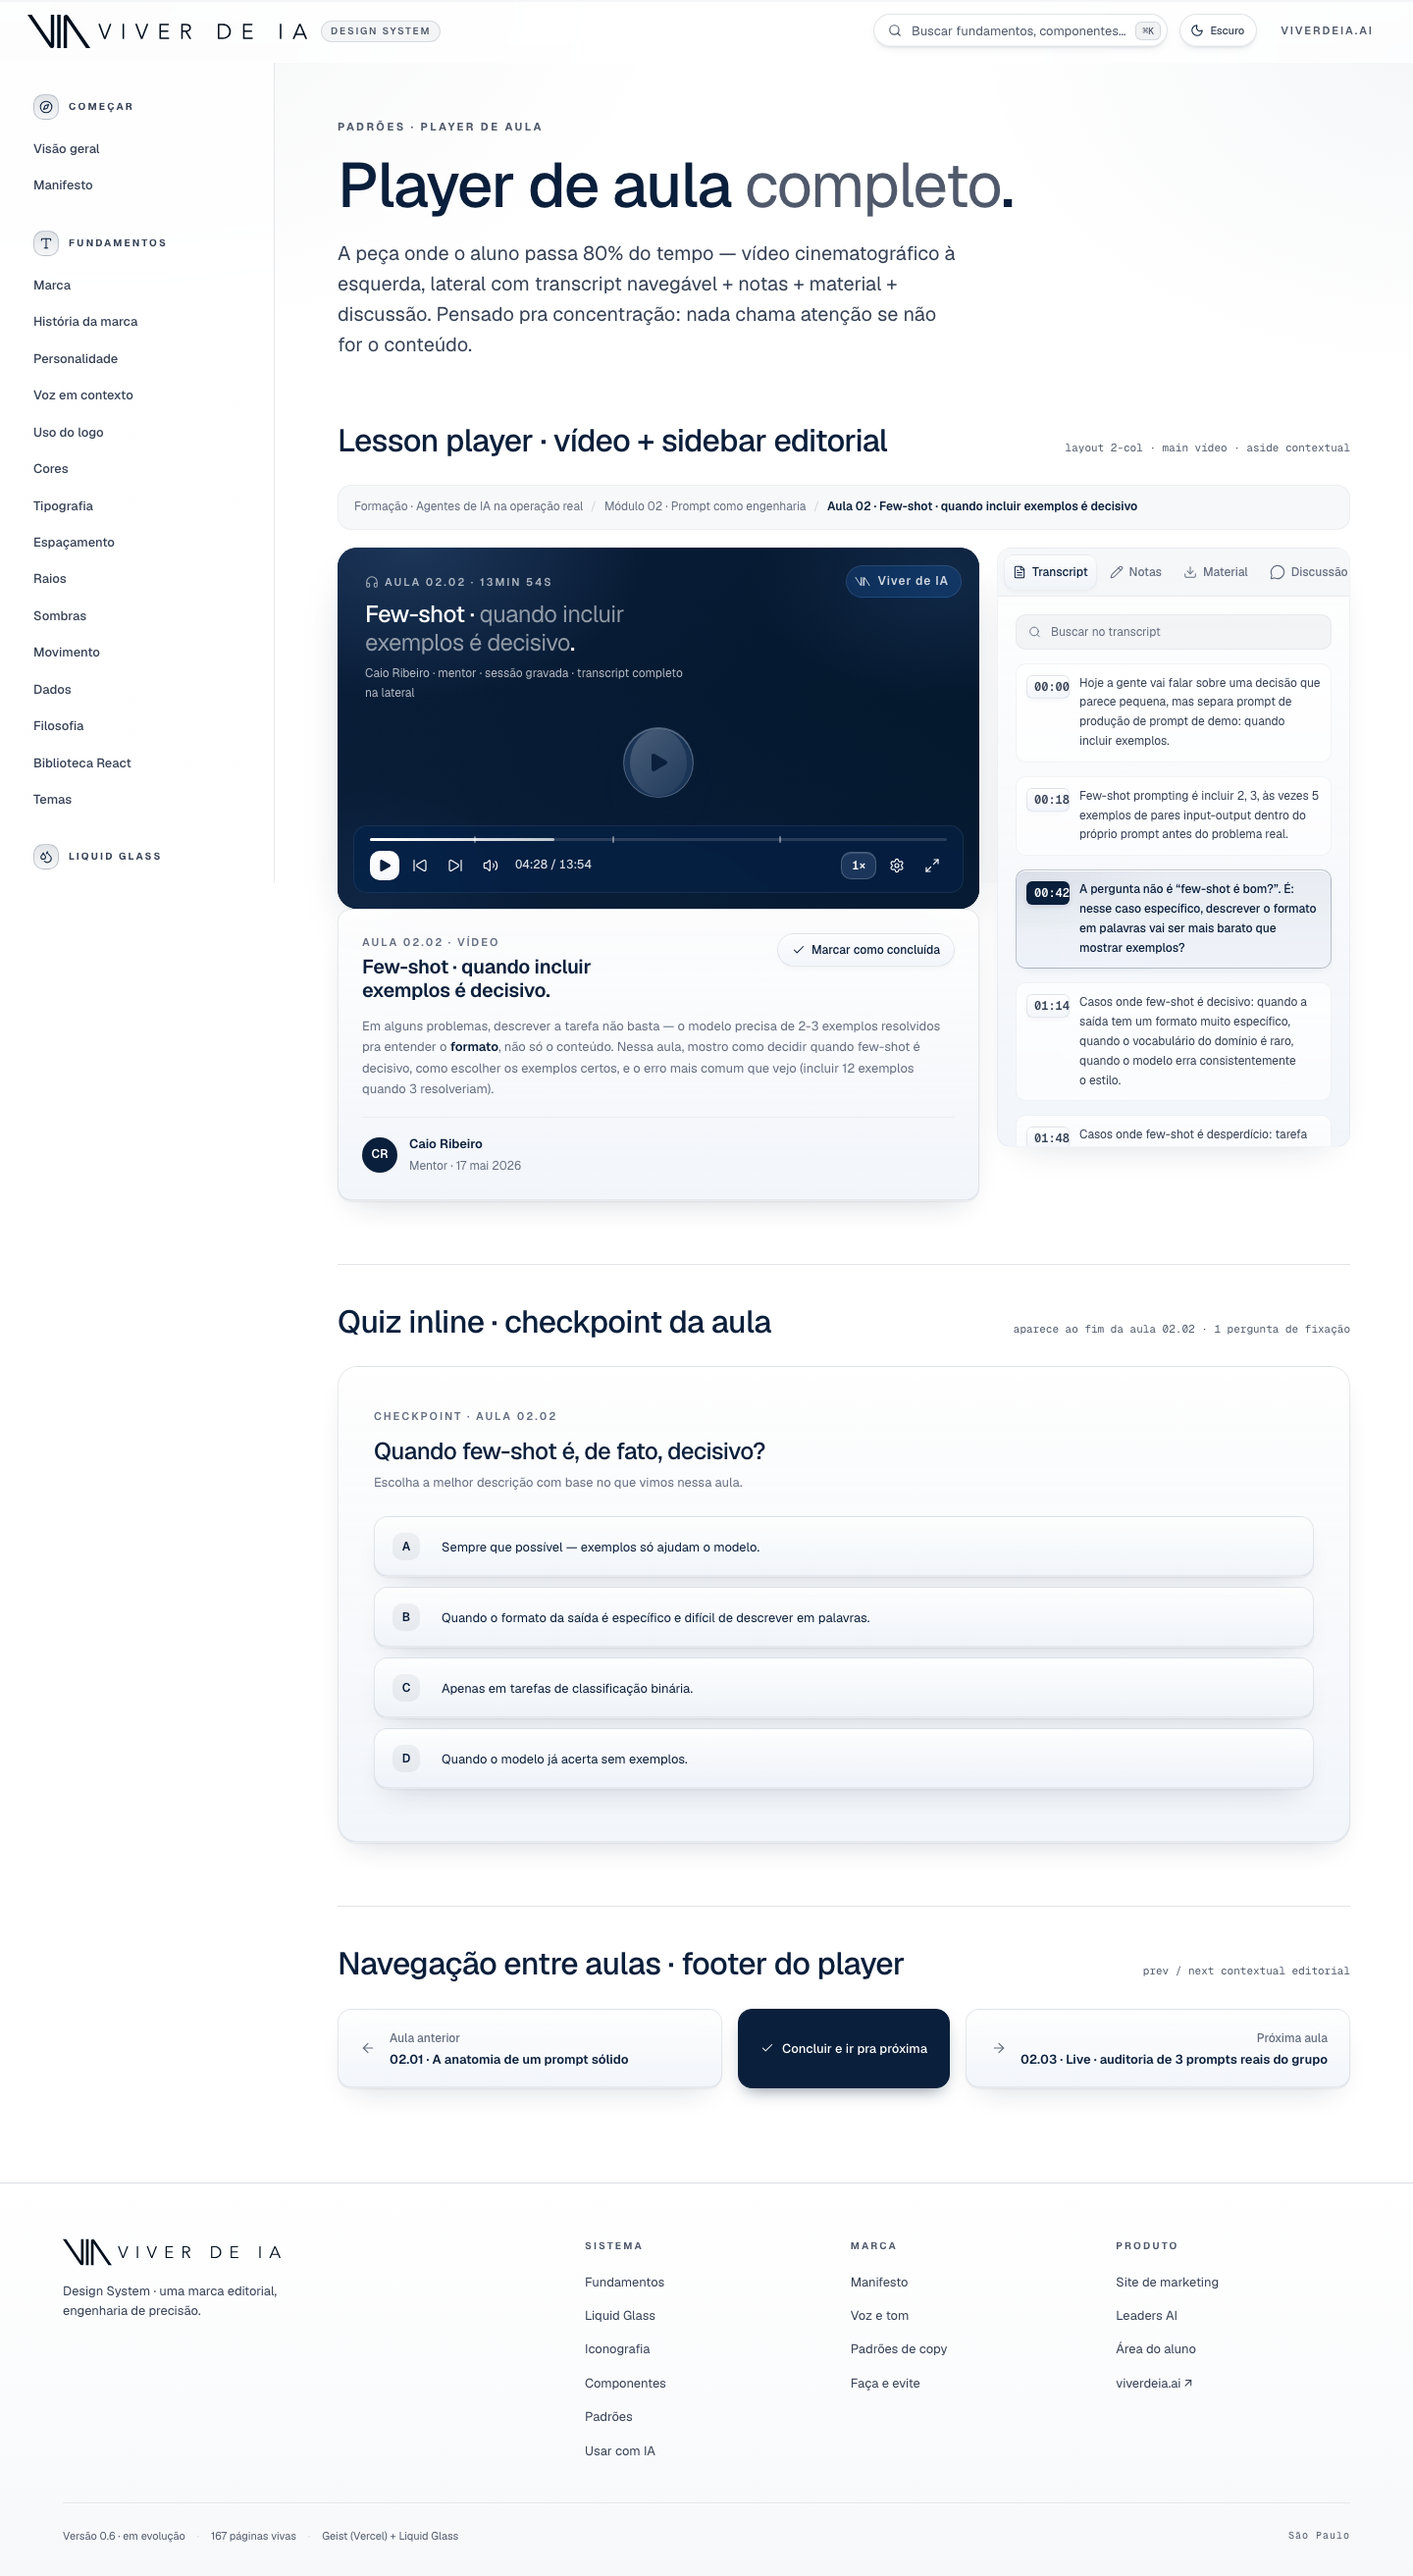 VIVER DE IA
DESIGN SYSTEM
Buscar fundamentos, componentes…
⌘K
Escuro
VIVERDEIA.AI
COMEÇAR
Visão geral
Manifesto
FUNDAMENTOS
Marca
História da marca
Personalidade
Voz em contexto
Uso do logo
Cores
Tipografia
Espaçamento
Raios
Sombras
Movimento
Dados
Filosofia
Biblioteca React
Temas
LIQUID GLASS
PADRÕES · PLAYER DE AULA
Player de aula completo.
A peça onde o aluno passa 80% do tempo — vídeo cinematográfico à
esquerda, lateral com transcript navegável + notas + material +
discussão. Pensado pra concentração: nada chama atenção se não
for o conteúdo.
Lesson player · vídeo + sidebar editorial
layout 2-col · main vídeo · aside contextual
Formação · Agentes de IA na operação real / Módulo 02 · Prompt como engenharia / Aula 02 · Few-shot · quando incluir exemplos é decisivo
AULA 02.02 · 13MIN 54S
Viver de IA
Few-shot · quando incluir
exemplos é decisivo.
Caio Ribeiro · mentor · sessão gravada · transcript completo
na lateral
04:28 / 13:54
1×
AULA 02.02 · VÍDEO
Few-shot · quando incluir
exemplos é decisivo.
Marcar como concluída
Em alguns problemas, descrever a tarefa não basta — o modelo precisa de 2-3 exemplos resolvidos
pra entender o formato, não só o conteúdo. Nessa aula, mostro como decidir quando few-shot é
decisivo, como escolher os exemplos certos, e o erro mais comum que vejo (incluir 12 exemplos
quando 3 resolveriam).
CR
Caio Ribeiro
Mentor · 17 mai 2026
Transcript
Notas
Material
Discussão
Buscar no transcript
00:00
Hoje a gente vai falar sobre uma decisão que
parece pequena, mas separa prompt de
produção de prompt de demo: quando
incluir exemplos.
00:18
Few-shot prompting é incluir 2, 3, às vezes 5
exemplos de pares input-output dentro do
próprio prompt antes do problema real.
00:42
A pergunta não é “few-shot é bom?”. É:
nesse caso específico, descrever o formato
em palavras vai ser mais barato que
mostrar exemplos?
01:14
Casos onde few-shot é decisivo: quando a
saída tem um formato muito específico,
quando o vocabulário do domínio é raro,
quando o modelo erra consistentemente
o estilo.
01:48
Casos onde few-shot é desperdício: tarefa
Quiz inline · checkpoint da aula
aparece ao fim da aula 02.02 · 1 pergunta de fixação
CHECKPOINT · AULA 02.02
Quando few-shot é, de fato, decisivo?
Escolha a melhor descrição com base no que vimos nessa aula.
A
Sempre que possível — exemplos só ajudam o modelo.
B
Quando o formato da saída é específico e difícil de descrever em palavras.
C
Apenas em tarefas de classificação binária.
D
Quando o modelo já acerta sem exemplos.
Navegação entre aulas · footer do player
prev / next contextual editorial
Aula anterior
02.01 · A anatomia de um prompt sólido
Concluir e ir pra próxima
Próxima aula
02.03 · Live · auditoria de 3 prompts reais do grupo
VIVER DE IA
Design System · uma marca editorial,
engenharia de precisão.
SISTEMA
Fundamentos
Liquid Glass
Iconografia
Componentes
Padrões
Usar com IA
MARCA
Manifesto
Voz e tom
Padrões de copy
Faça e evite
PRODUTO
Site de marketing
Leaders AI
Área do aluno
viverdeia.ai ↗
Versão 0.6 · em evolução · 167 páginas vivas · Geist (Vercel) + Liquid Glass
São Paulo